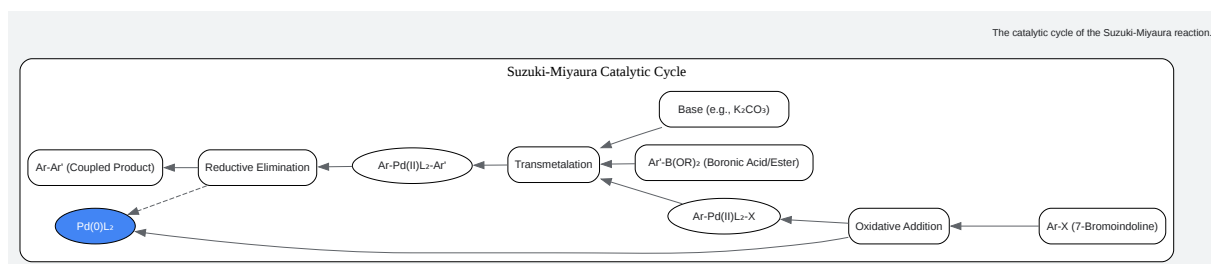 The catalytic cycle of the Suzuki-Miyaura reaction.
Suzuki-Miyaura Catalytic Cycle
Base (e.g., K₂CO₃)
Ar-Ar' (Coupled Product)
Reductive Elimination
Ar-Pd(II)L₂-Ar'
Transmetalation
Ar'-B(OR)₂ (Boronic Acid/Ester)
Pd(0)L₂
Ar-Pd(II)L₂-X
Oxidative Addition
Ar-X (7-Bromoindoline)